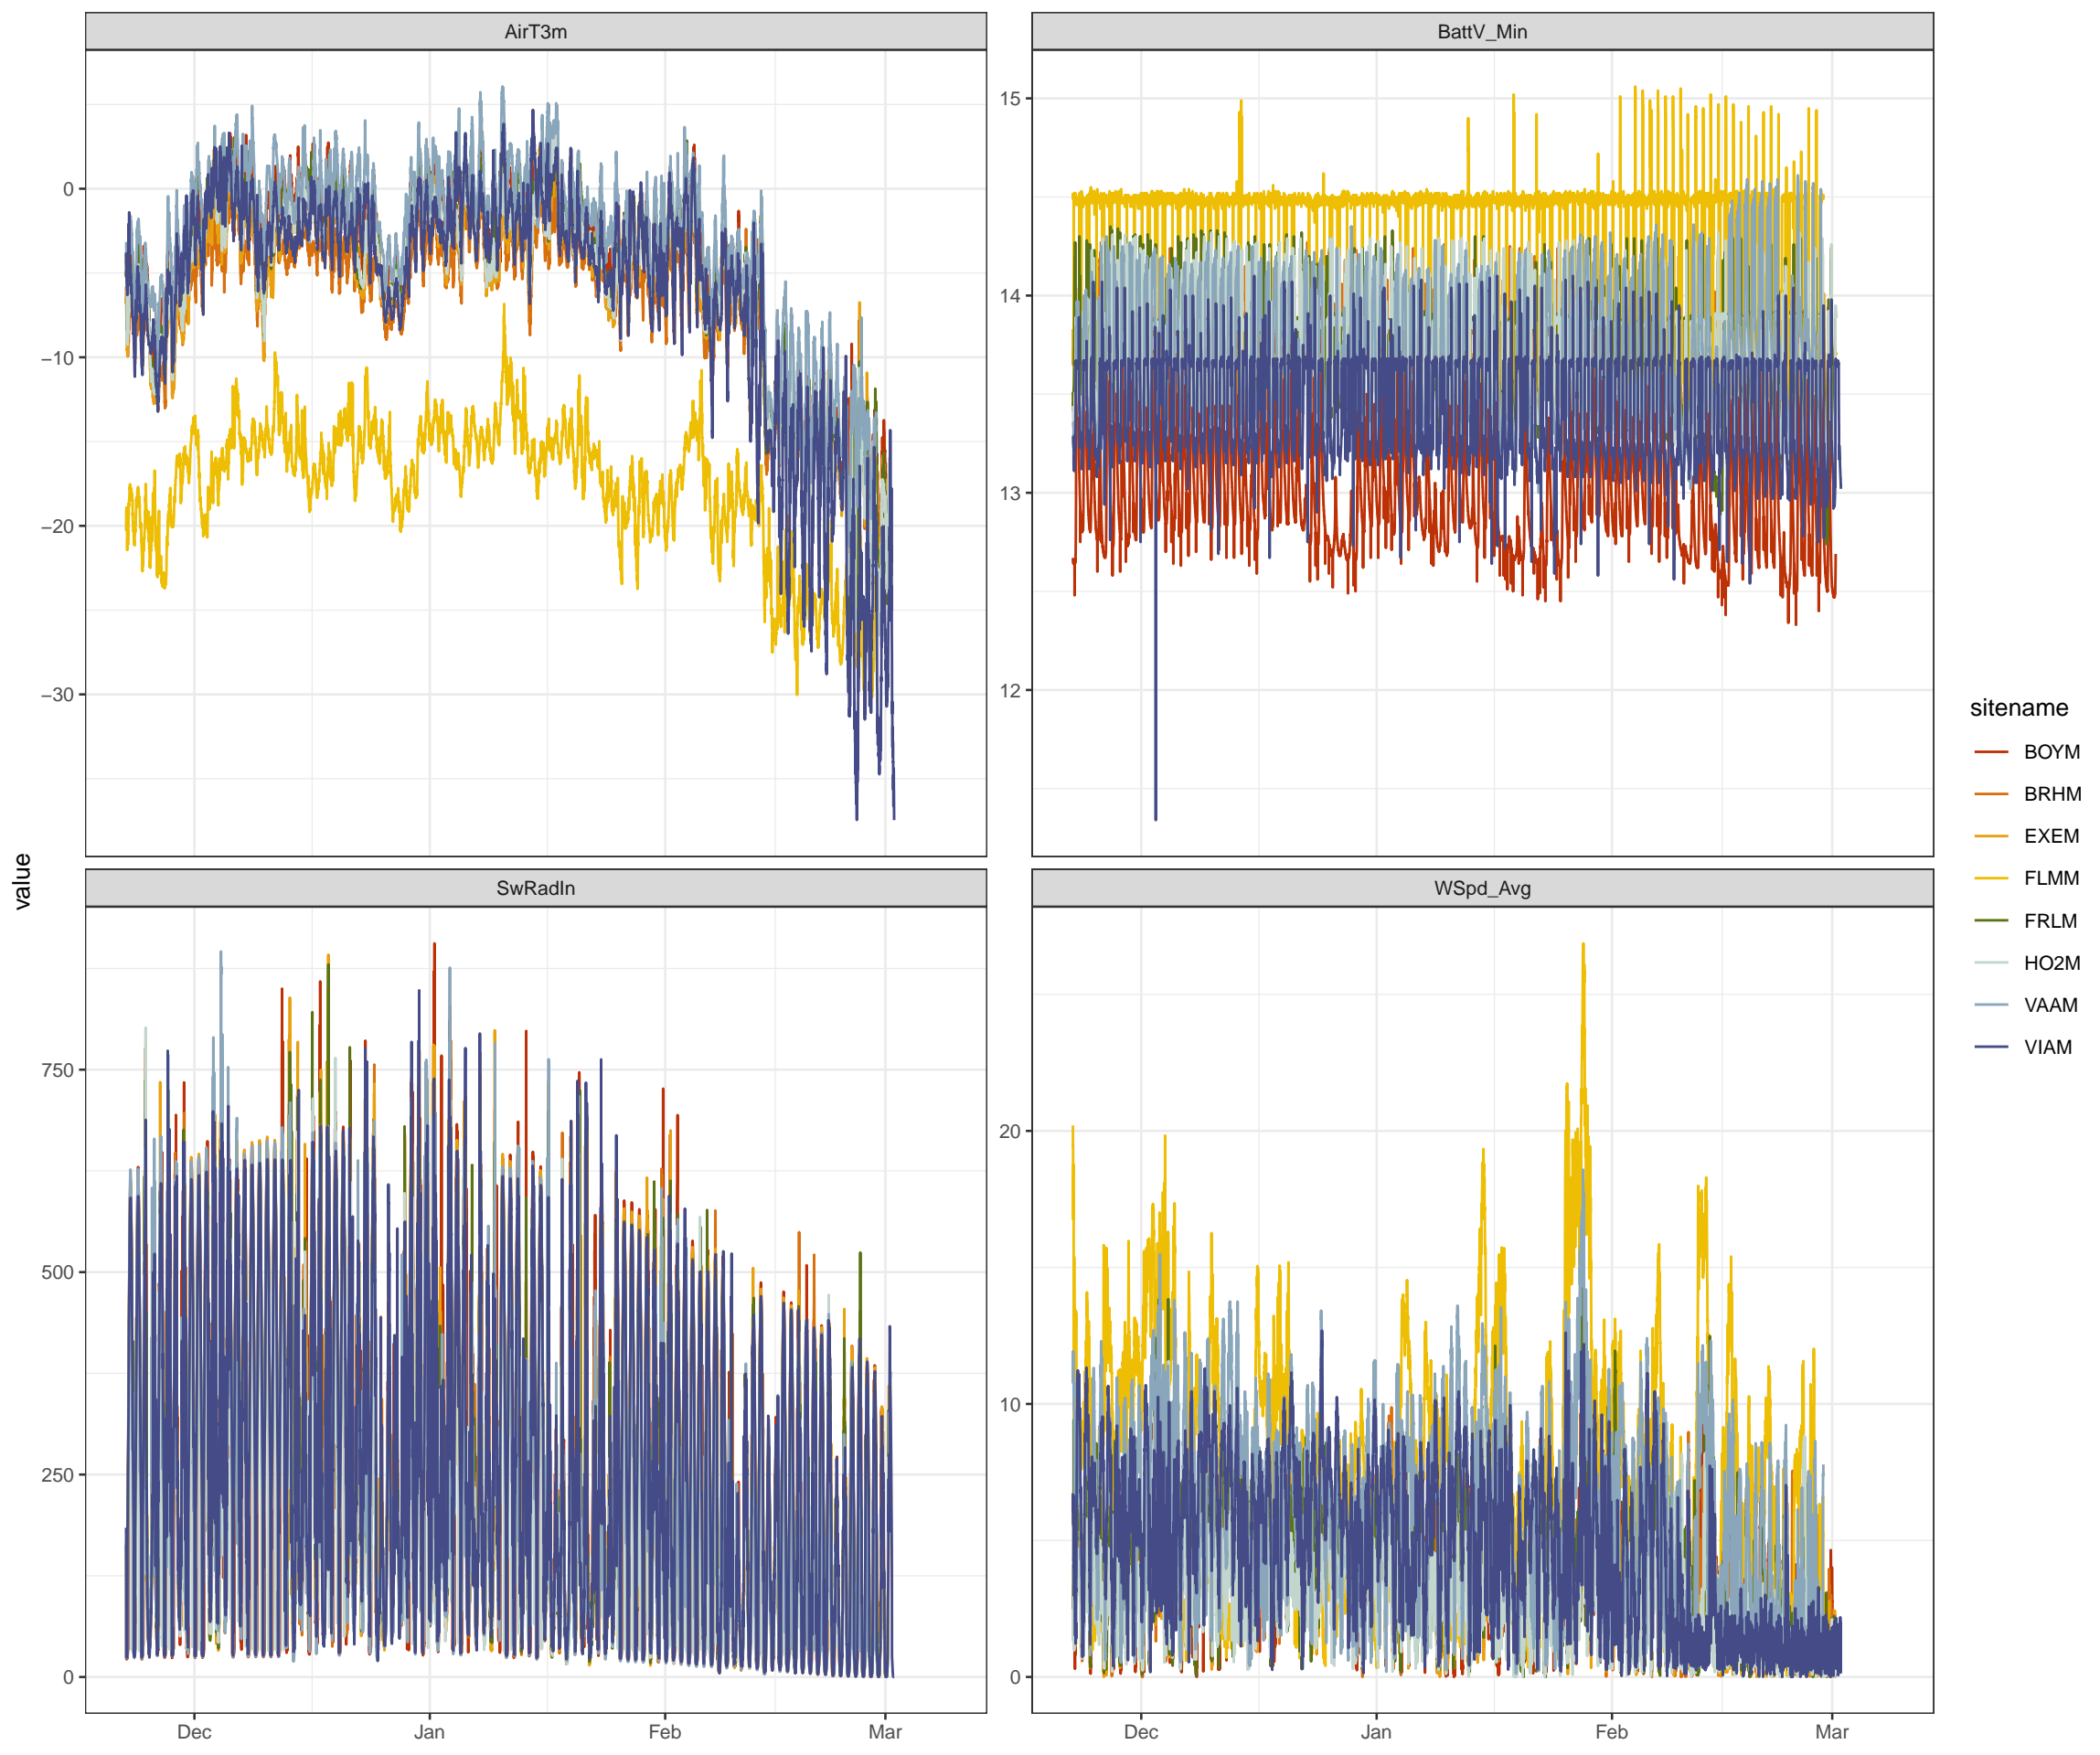 AirT3m
BattV_Min
0
−10
−20
−30
15
14
13
12
value
SwRadIn
WSpd_Avg
750
500
250
0
20
10
0
Dec
Jan
Feb
Mar
Dec
Jan
Feb
Mar
sitename
BOYM
BRHM
EXEM
FLMM
FRLM
HO2M
VAAM
VIAM